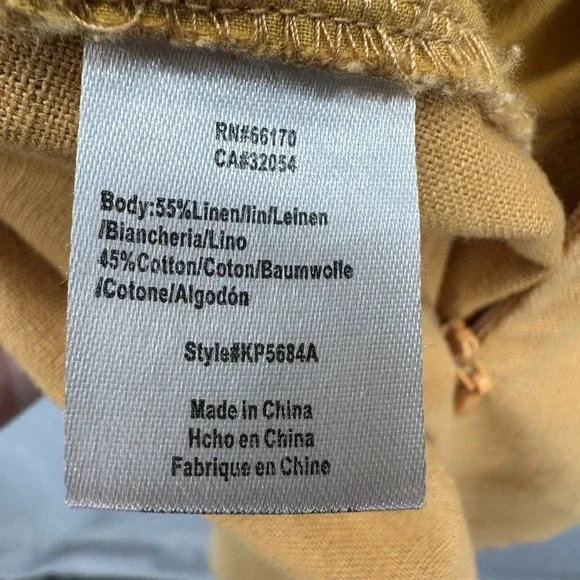 RN#66170
CA#32054
Body:55%Linen/lin/Leinen
/Biancheria/Lino
45%Cotton/Coton/Baumwolle
/Cotone/Algodón
Style#KP5684A
Made in China
Hcho en China
Fabrique en Chine